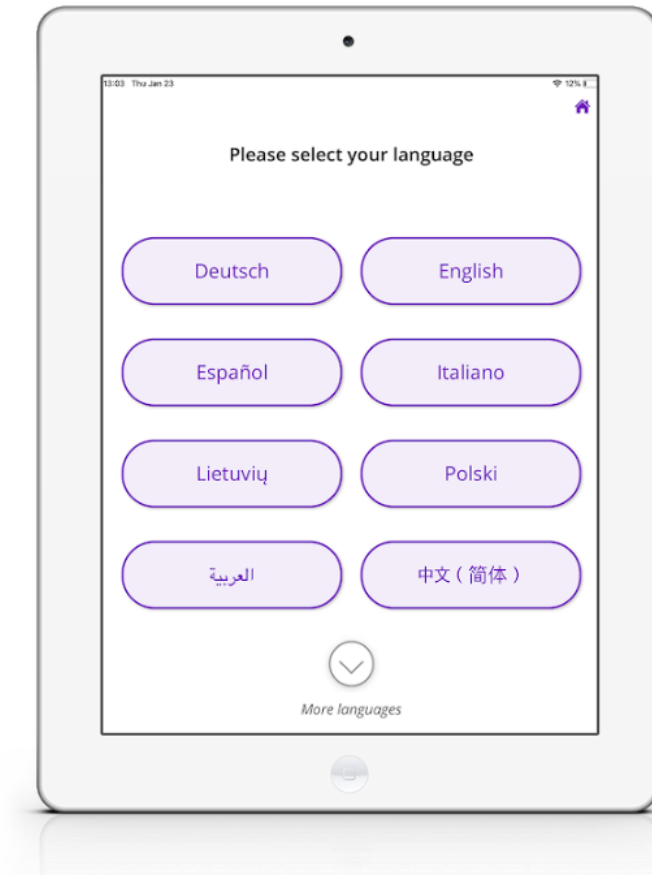 13:03 Thu Jan 23 12%
Please select your language
Deutsch English
Español Italiano
Lietuvių Polski
العربية 中文 ( 简体 )
More languages